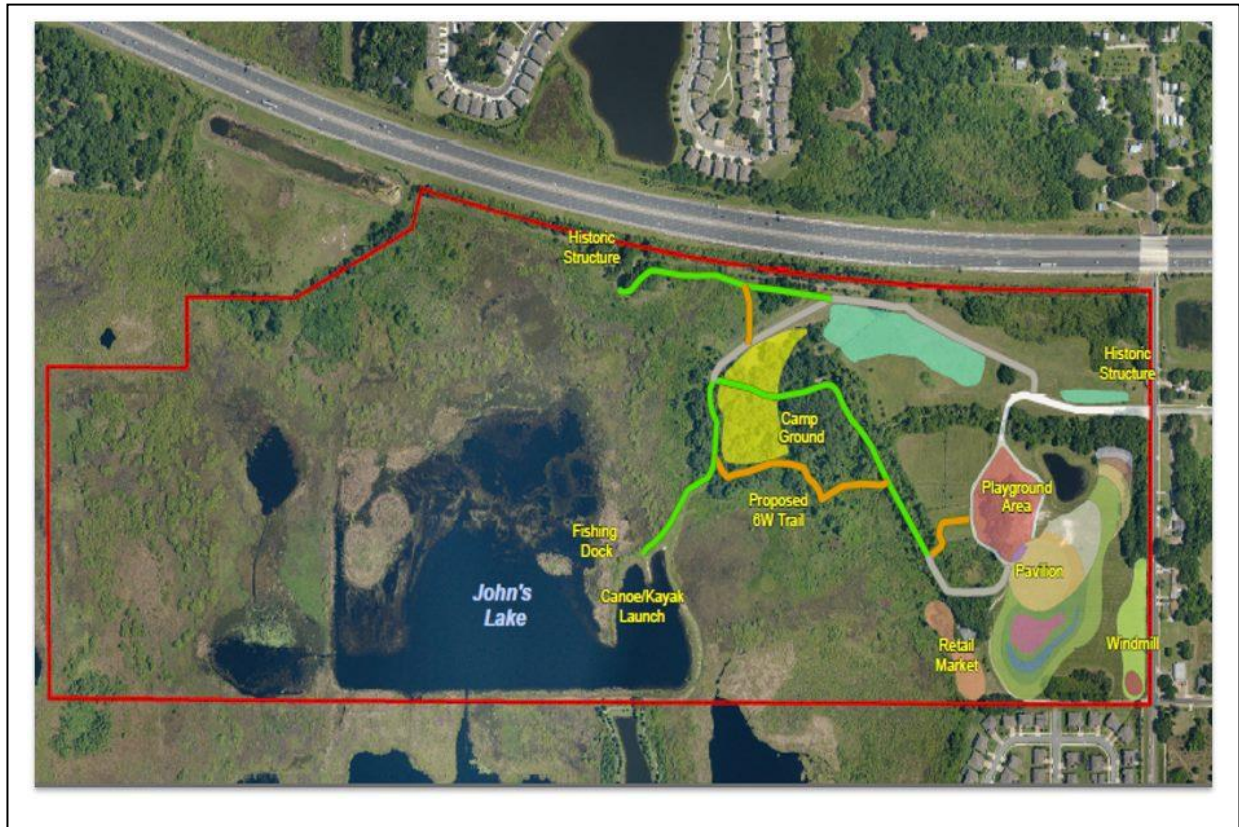 Historic
Structure
Historic
Structure
Camp
Ground
Playground
Area
Proposed
6W Trail
Fishing
Dock
Pavilion
John's
Lake
Canoe/Kayak
Launch
Retail
Market
Windmill